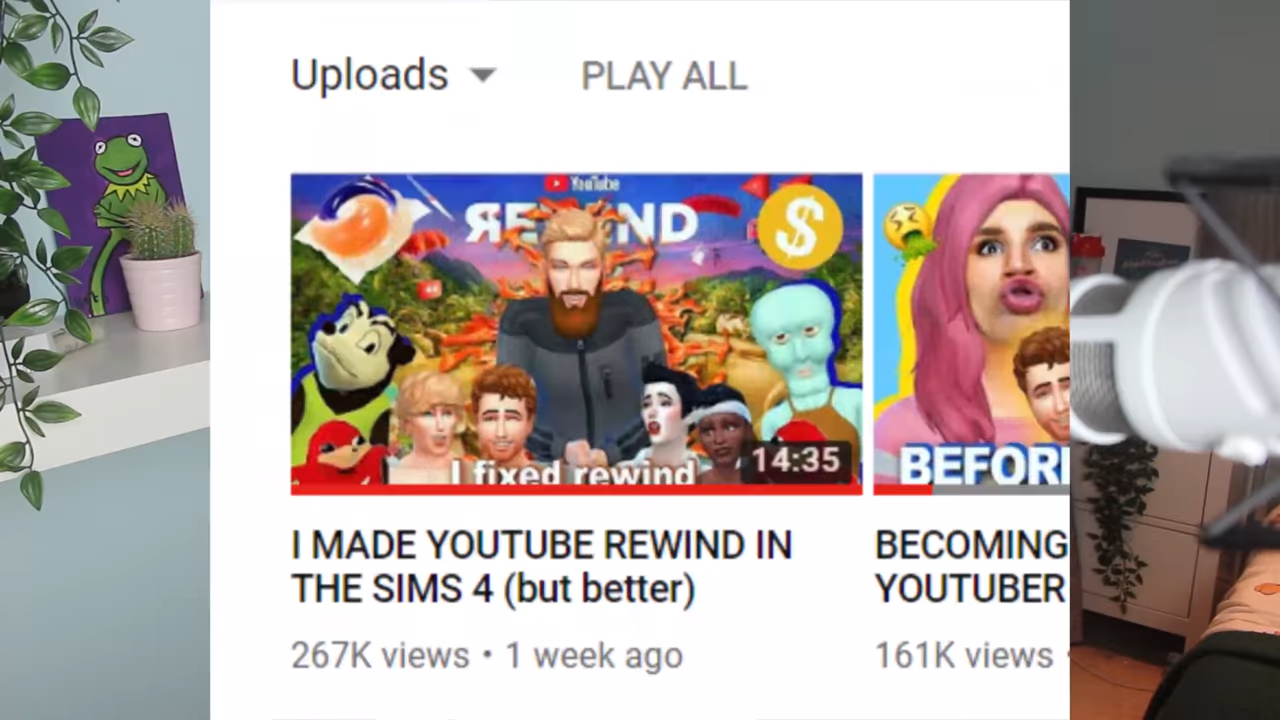 Uploads PLAY ALL
YouTube
REWIND
$
I fixed rewind
14:35
BEFOR
I MADE YOUTUBE REWIND IN
THE SIMS 4 (but better)
267K views • 1 week ago
BECOMING
YOUTUBER
161K views •